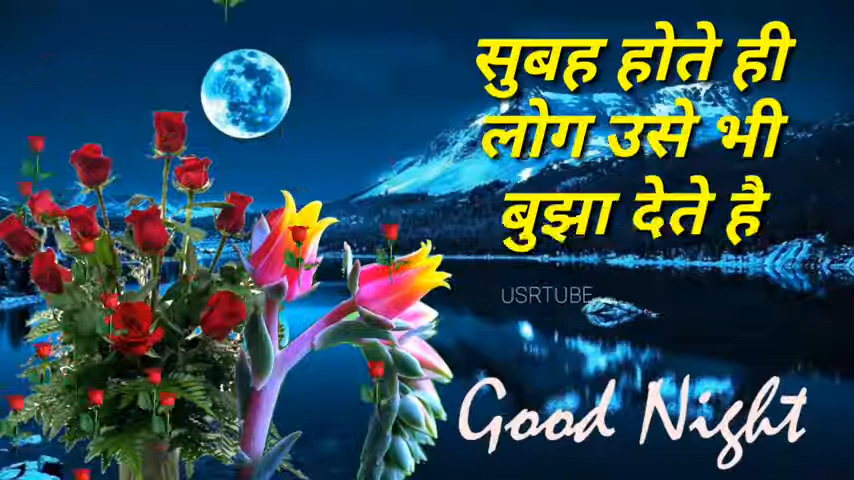 सुबह होते ही
लोग उसे भी
बुझा देते है
USRTUBE
Good Night